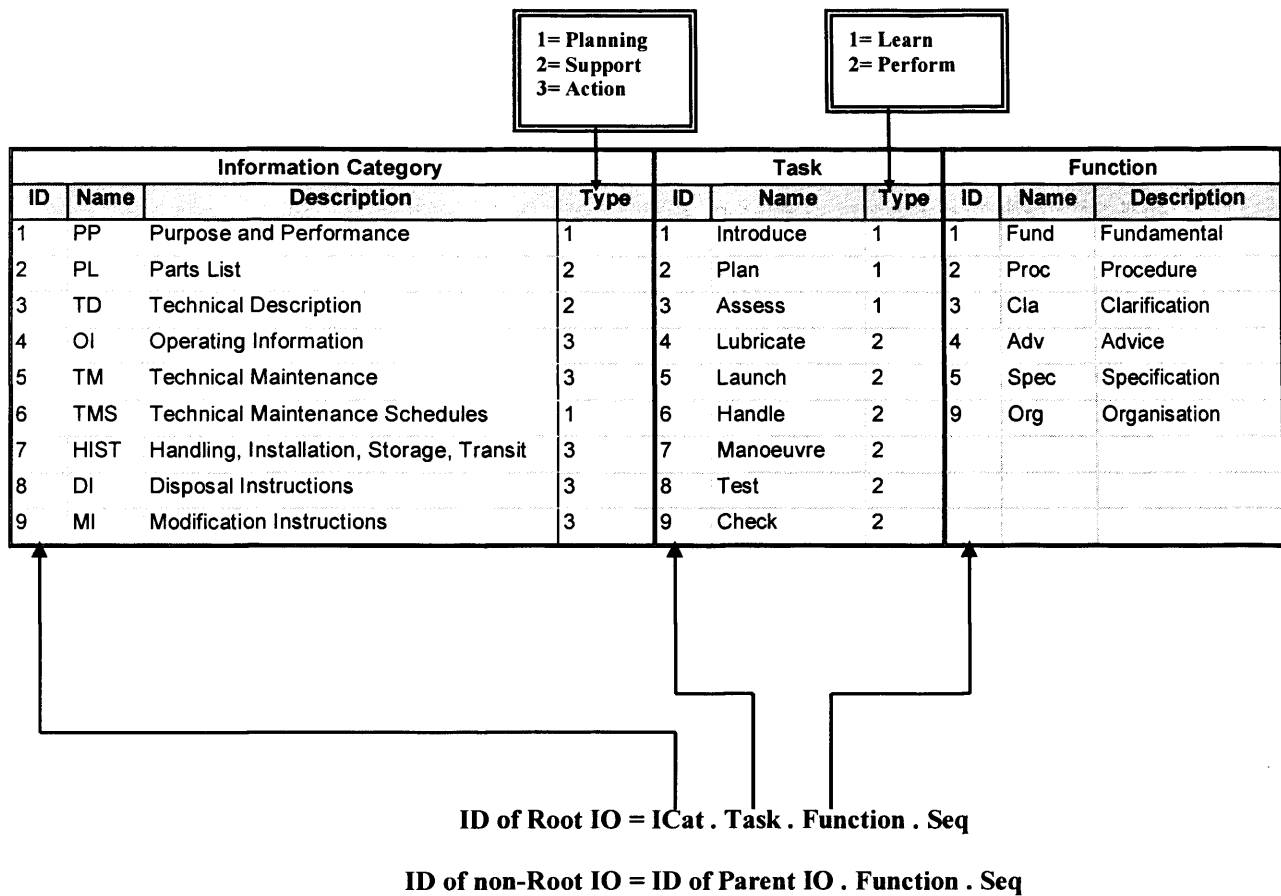 1= Planning
2= Support
3= Action
1= Learn
2= Perform
Information Category Task Function
ID Name Description Type ID Name Type ID Name Description
1 PP Purpose and Performance 1 1 Introduce 1 1 Fund Fundamental
2 PL Parts List 2 2 Plan 1 2 Proc Procedure
3 TD Technical Description 2 3 Assess 1 3 Cla Clarification
4 OI Operating Information 3 4 Lubricate 2 4 Adv Advice
5 TM Technical Maintenance 3 5 Launch 2 5 Spec Specification
6 TMS Technical Maintenance Schedules 1 6 Handle 2 9 Org Organisation
7 HIST Handling, Installation, Storage, Transit 3 7 Manoeuvre 2
8 DI Disposal Instructions 3 8 Test 2
9 MI Modification Instructions 3 9 Check 2
ID of Root IO = ICat . Task . Function . Seq
ID of non-Root IO = ID of Parent IO . Function . Seq